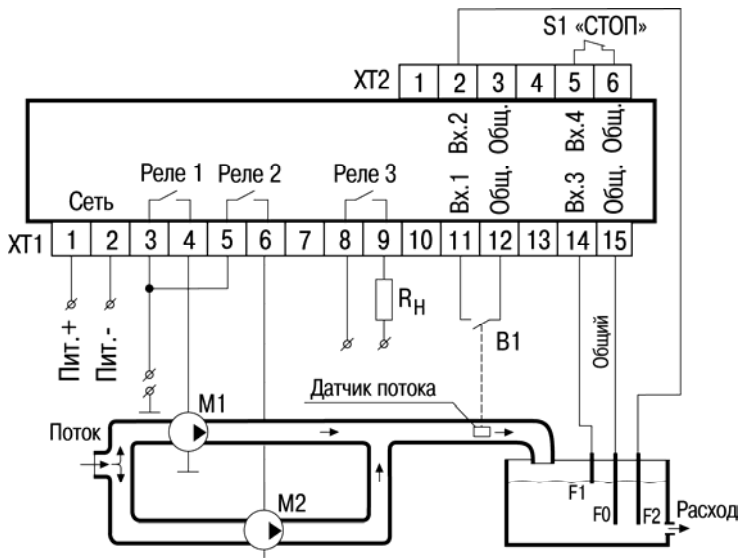 S1 «СТОП»
XT2 1 2 3 4 5 6
Вх.2 Общ. Вх.4 Общ.
Вх.1 Общ. Вх.3 Общ.
Реле 1 Реле 2 Реле 3
Сеть
XT1 1 2 3 4 5 6 7 8 9 10 11 12 13 14 15
Пит.+
Пит.-
RH
B1
Общий
Датчик потока
M1
Поток
M2
F1
F0
F2
Расход